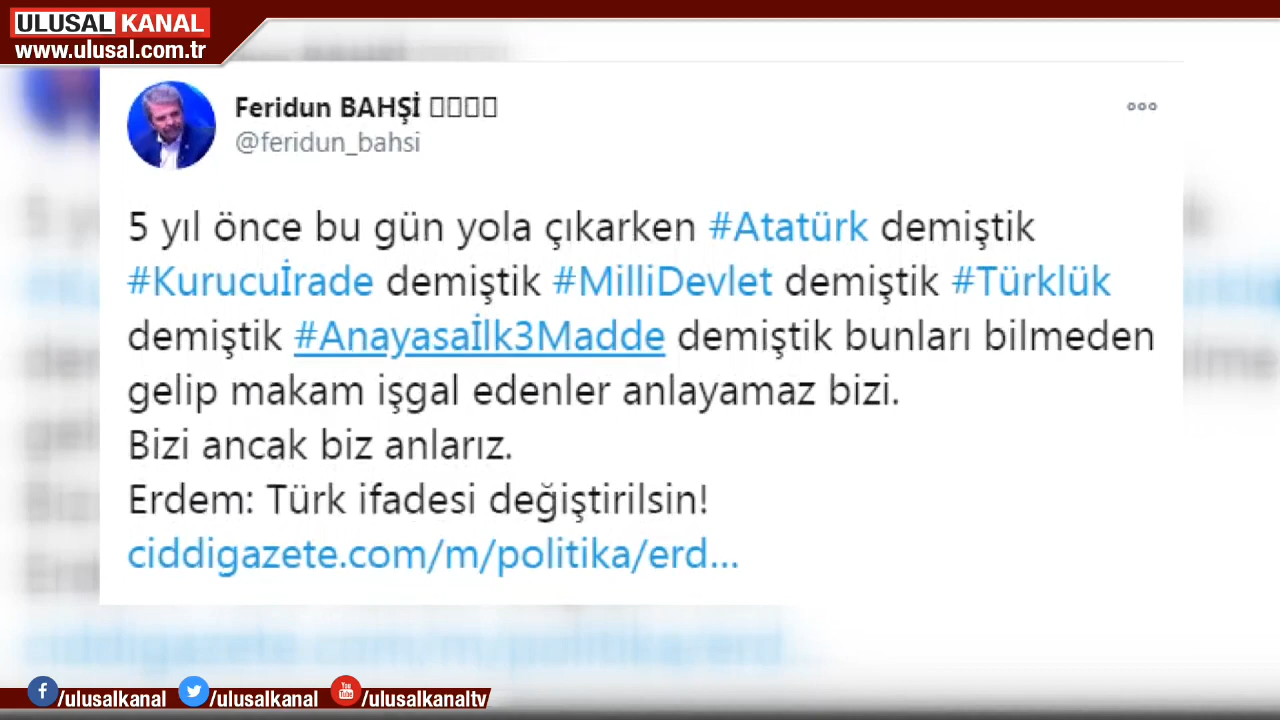 ULUSAL KANAL
www.ulusal.com.tr
Feridun BAHŞİ
@feridun_bahsi
5 yıl önce bu gün yola çıkarken #Atatürk demiştik
#Kurucuİrade demiştik #MilliDevlet demiştik #Türklük
demiştik #Anayasaİlk3Madde demiştik bunları bilmeden
gelip makam işgal edenler anlayamaz bizi.
Bizi ancak biz anlarız.
Erdem: Türk ifadesi değiştirilsin!
ciddigazete.com/m/politika/erd...
/ulusalkanal /ulusalkanal /ulusalkanaltv